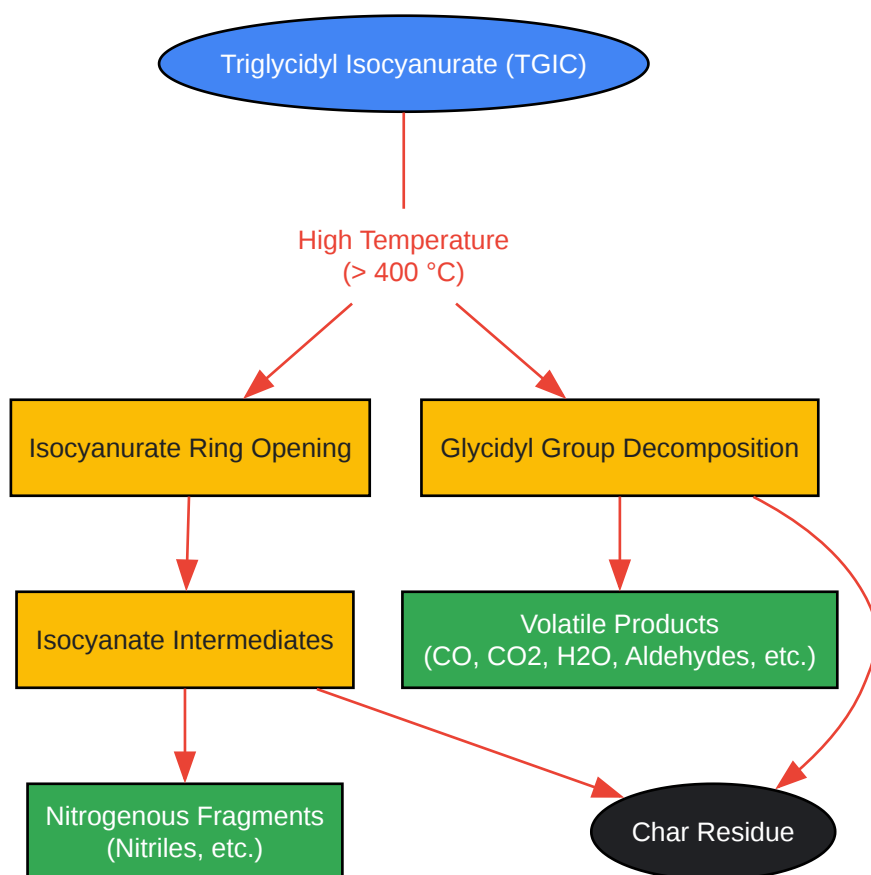 Triglycidyl Isocyanurate (TGIC)
High Temperature
(> 400 °C)
Isocyanurate Ring Opening
Glycidyl Group Decomposition
Isocyanate Intermediates
Volatile Products
(CO, CO2, H2O, Aldehydes, etc.)
Nitrogenous Fragments
(Nitriles, etc.)
Char Residue